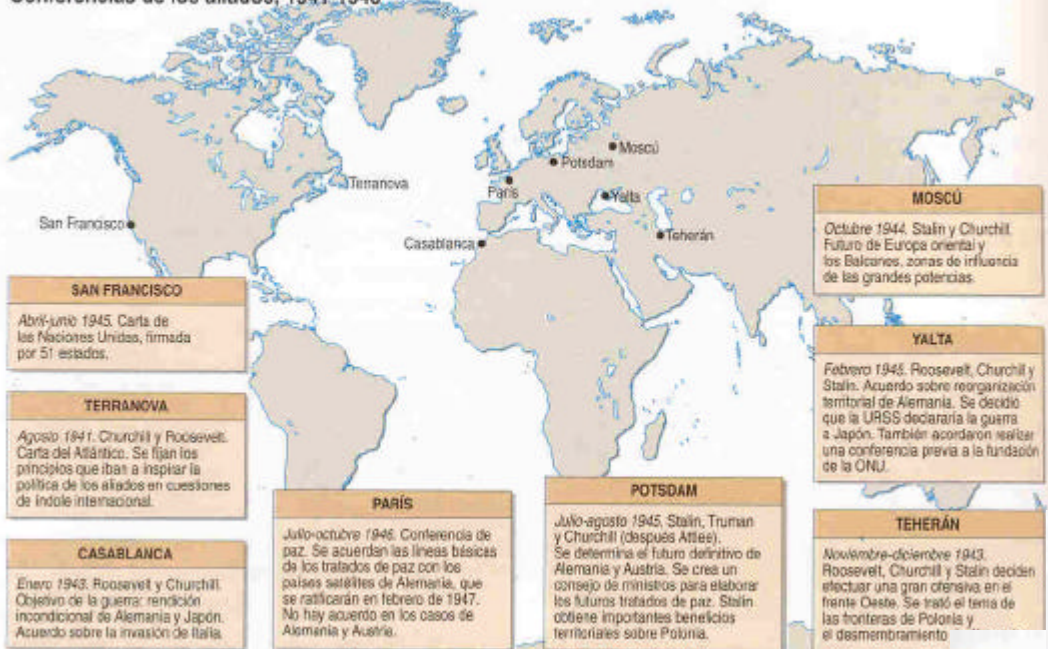 Conferencias de los aliados, 1941-1946
Moscú
Potsdam
Terranova
París
Yalta
San Francisco
Casablanca
Teherán
MOSCÚ
Octubre 1944. Stalin y Churchill.
Futuro de Europa oriental y
los Balcanes, zonas de influencia
de las grandes potencias.
SAN FRANCISCO
Abril-junio 1945. Carta de
las Naciones Unidas, firmada
por 51 estados.
YALTA
Febrero 1945. Roosevelt, Churchill y
Stalin. Acuerdo sobre reorganización
territorial de Alemania. Se decidió
que la URSS declararía la guerra
a Japón. También acordaron realizar
una conferencia previa a la fundación
de la ONU.
TERRANOVA
Agosto 1941. Churchill y Roosevelt.
Carta del Atlántico. Se fijan los
principios que iban a inspirar la
política de los aliados en cuestiones
de índole internacional.
CASABLANCA
Enero 1943. Roosevelt y Churchill.
Objetivo de la guerra: rendición
incondicional de Alemania y Japón.
Acuerdo sobre la invasión de Italia.
PARÍS
Julio-octubre 1946. Conferencia de
paz. Se acuerdan las líneas básicas
de los tratados de paz con los
países satélites de Alemania, que
se ratificarán en febrero de 1947.
No hay acuerdo en los casos de
Alemania y Austria.
POTSDAM
Julio-agosto 1945. Stalin, Truman
y Churchill (después Attlee).
Se determina el futuro definitivo de
Alemania y Austria. Se crea un
consejo de ministros para elaborar
los futuros tratados de paz. Stalin
obtiene importantes beneficios
territoriales sobre Polonia.
TEHERÁN
Noviembre-diciembre 1943.
Roosevelt, Churchill y Stalin deciden
efectuar una gran ofensiva en el
frente Oeste. Se trató el tema de
las fronteras de Polonia y
el desmembramiento